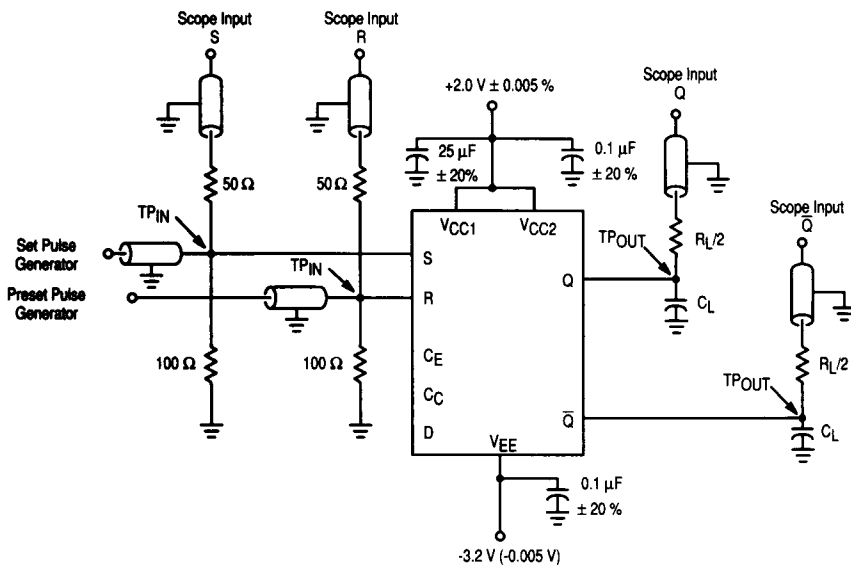 Scope Input
S
Scope Input
R
Scope Input
Q
+2.0 V ± 0.005 %
25 µF
± 20%
0.1 µF
± 20 %
50 Ω
50 Ω
Scope Input
Q̅
TPIN
VCC1
VCC2
TPOUT
RL/2
Set Pulse
Generator
S
TPIN
Q
Preset Pulse
Generator
R
CL
100 Ω
100 Ω
CE
CC
D
TPOUT
RL/2
Q̅
CL
VEE
0.1 µF
± 20 %
-3.2 V (-0.005 V)